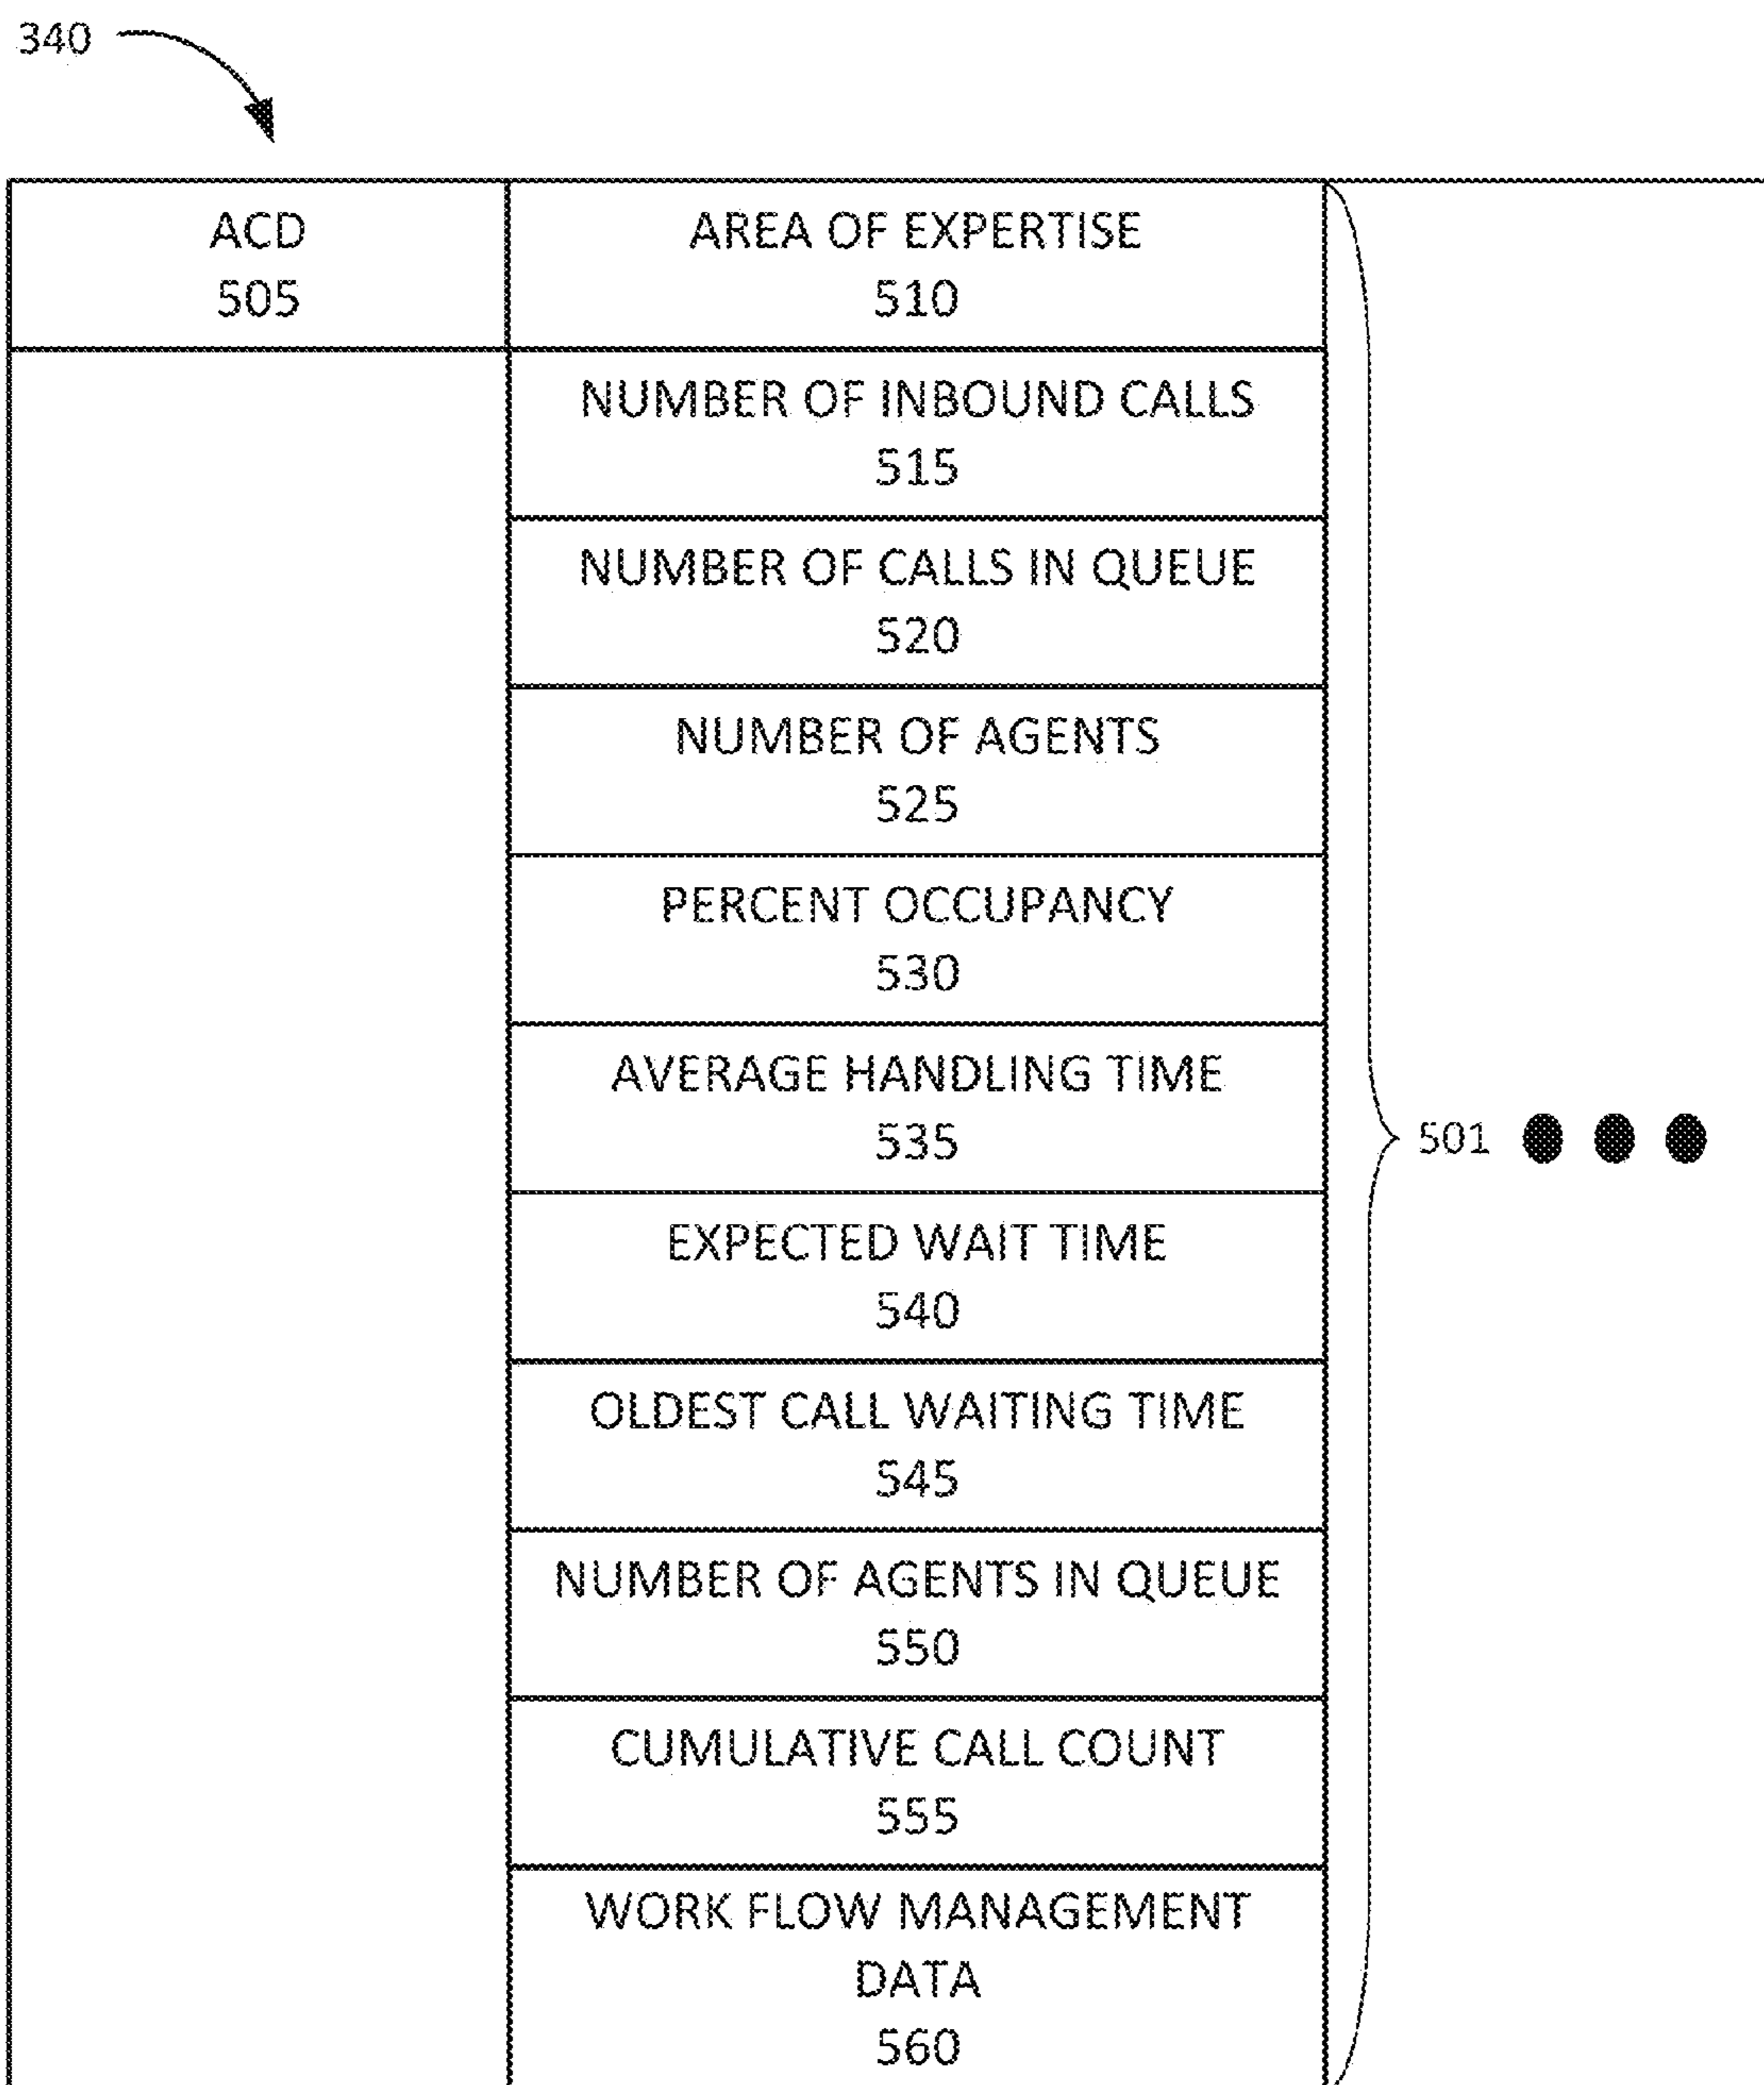 340
ACD
505
AREA OF EXPERTISE
510
NUMBER OF INBOUND CALLS
515
NUMBER OF CALLS IN QUEUE
520
NUMBER OF AGENTS
525
PERCENT OCCUPANCY
530
AVERAGE HANDLING TIME
535
501
EXPECTED WAIT TIME
540
OLDEST CALL WAITING TIME
545
NUMBER OF AGENTS IN QUEUE
550
CUMULATIVE CALL COUNT
555
WORK FLOW MANAGEMENT
DATA
560